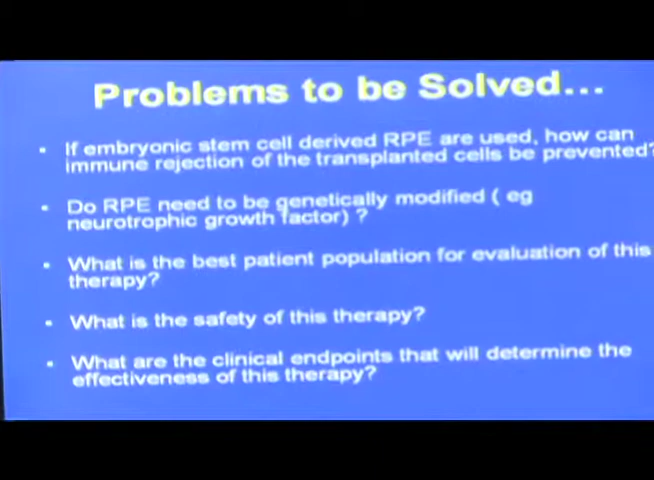 Problems to be Solved...
• If embryonic stem cell derived RPE are used, how can
immune rejection of the transplanted cells be prevented?
• Do RPE need to be genetically modified ( eg
neurotrophic growth factor) ?
• What is the best patient population for evaluation of this
therapy?
• What is the safety of this therapy?
• What are the clinical endpoints that will determine the
effectiveness of this therapy?